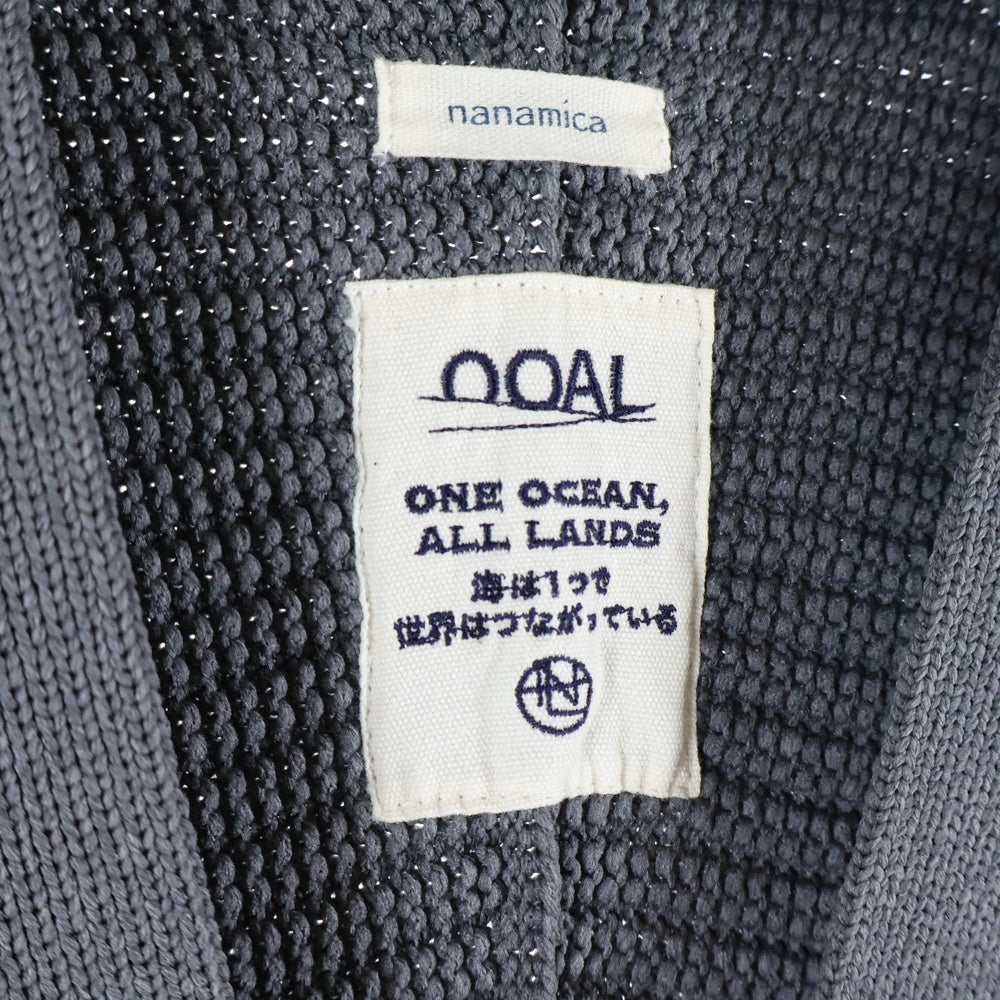 nanamica
OOAL
ONE OCEAN,
ALL LANDS
海は1つで
世界はつながっている